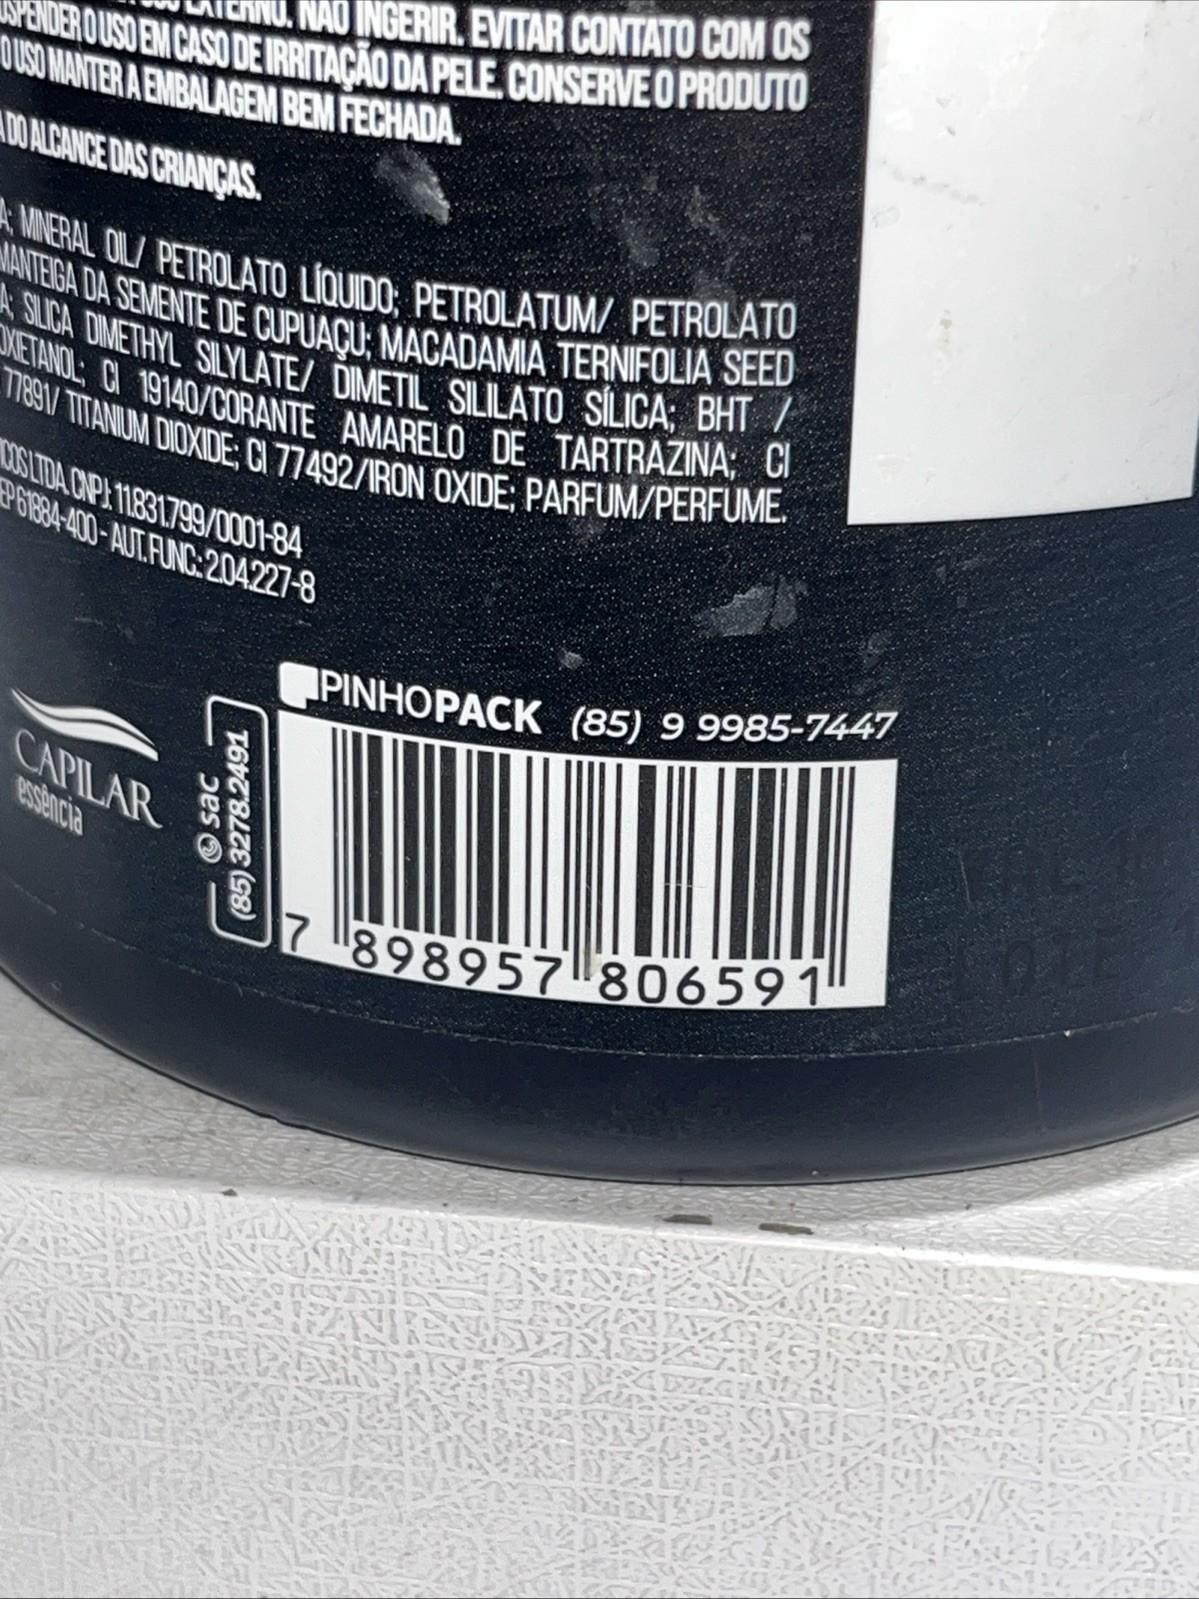 USO EXTERNO. NÃO INGERIR. EVITAR CONTATO COM OS
O USO EM CASO DE IRRITAÇÃO DA PELE. CONSERVE O PRODUTO
O USO MANTER A EMBALAGEM BEM FECHADA.
DO ALCANCE DAS CRIANÇAS.
MINERAL OIL/ PETROLATO LÍQUIDO; PETROLATUM/ PETROLATO
MANTEIGA DA SEMENTE DE CUPUAÇU; MACADAMIA TERNIFOLIA SEED
SILICA DIMETHYL SILYLATE/ DIMETIL SILILATO SÍLICA; BHT /
CI 19140/CORANTE AMARELO DE TARTRAZINA; CI
77891/ TITANIUM DIOXIDE; CI 77492/IRON OXIDE; PARFUM/PERFUME.
LTDA. CNPJ: 11.831.799/0001-84
61884-400 - AUT. FUNC.: 2.04.227-8
PINHOPACK (85) 9 9985-7447
CAPILAR
essência
sac
(85) 3278.2491
7 898957 806591
LOTE